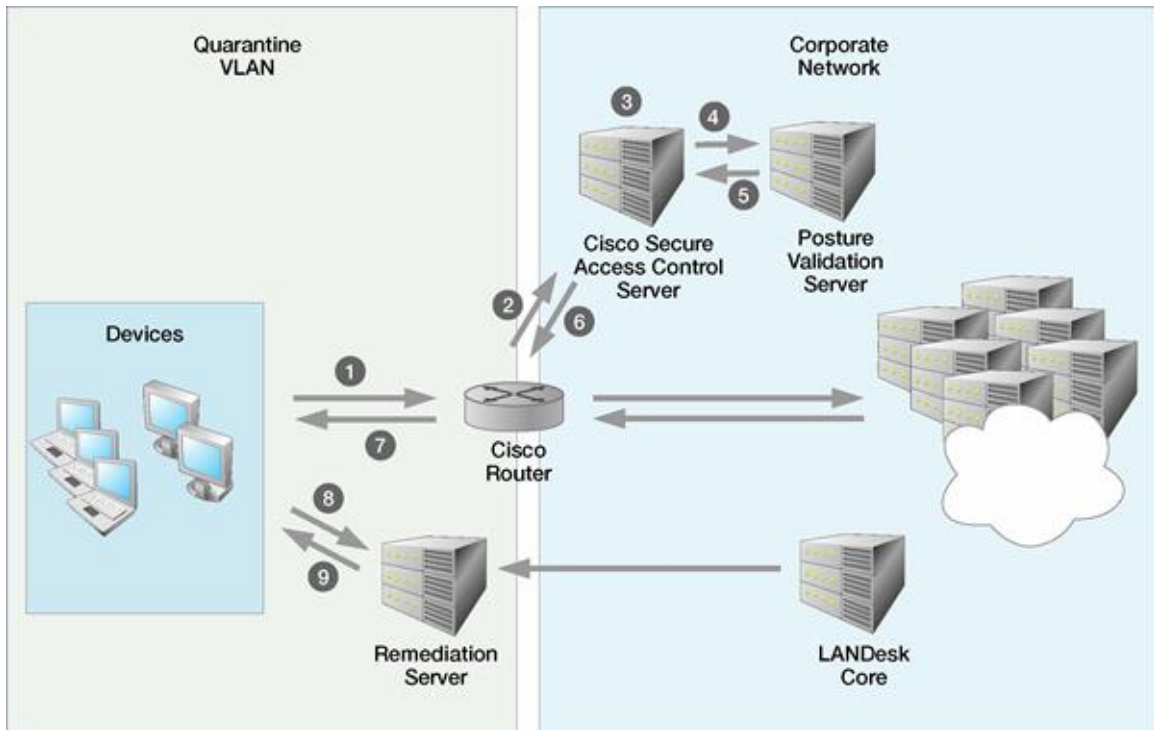 Quarantine
VLAN
Corporate
Network
3
4
5
Cisco Secure
Access Control
Server
Posture
Validation
Server
2
6
Devices
1
7
Cisco
Router
8
9
Remediation
Server
LANDesk
Core